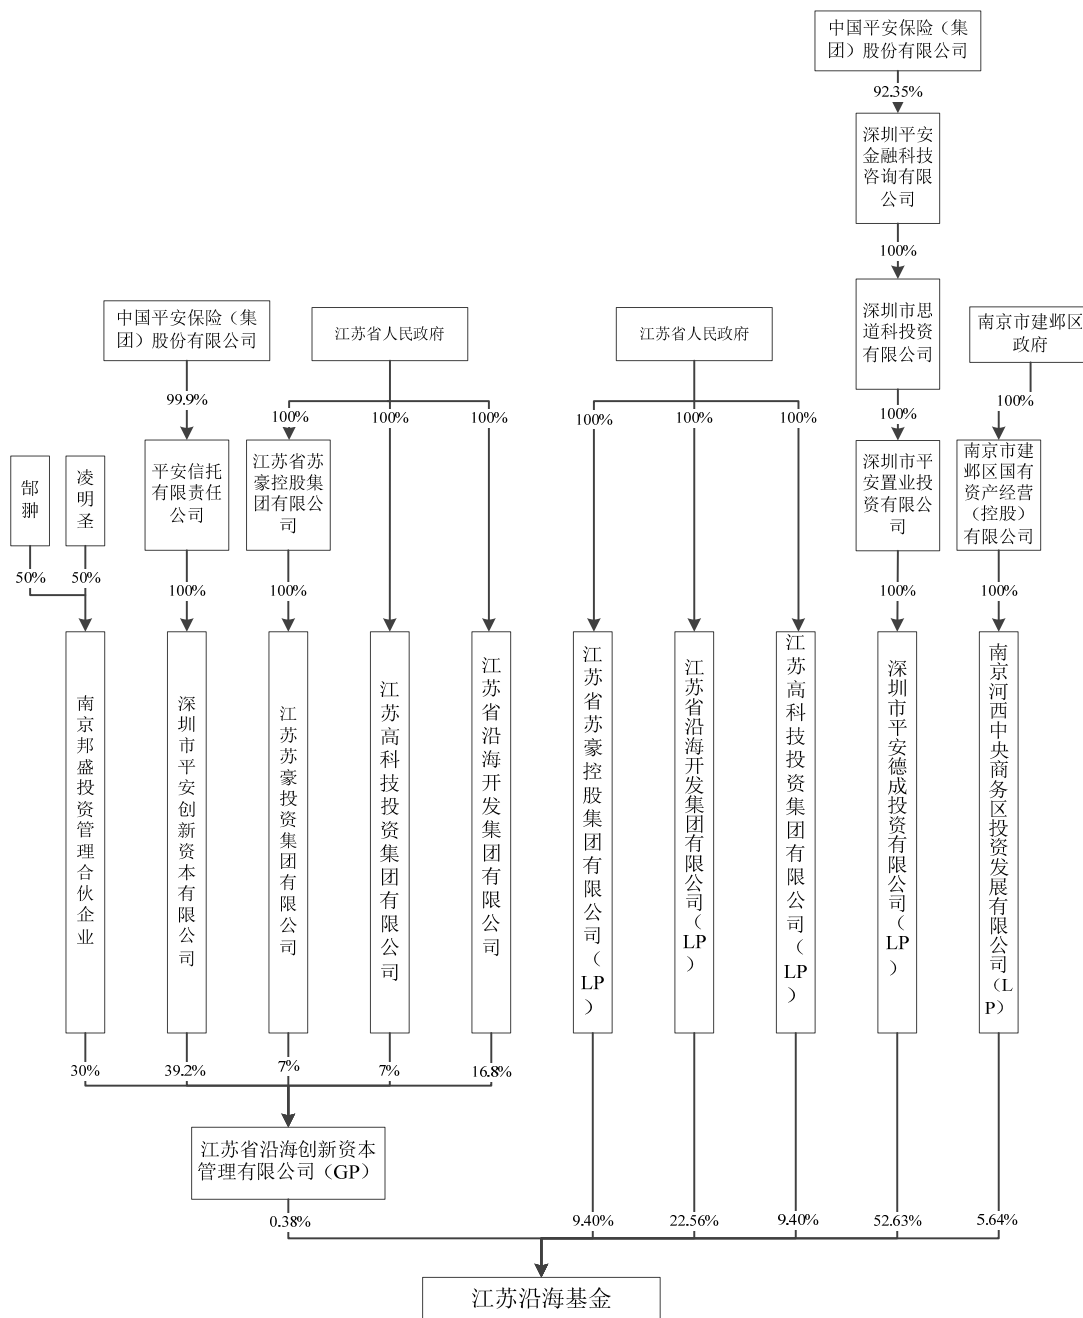 中国平安保险（集
团）股份有限公司
92.35%
深圳平安
金融科技
咨询有限
公司
100%
深圳市思
道科投资
有限公司
中国平安保险（集
团）股份有限公司
江苏省人民政府
江苏省人民政府
南京市建邺区
政府
99.9%
100%
100%
100%
100%
100%
100%
100%
100%
郜翀
凌明圣
平安信托
有限责任
公司
江苏省苏
豪控股集
团有限公
司
深圳市平
安置业投
资有限公
司
南京市建
邺区国有
资产经营
（控股）
有限公司
50%
50%
100%
100%
100%
100%
南京邦盛投资管理合伙企业
深圳市平安创新资本有限公司
江苏苏豪投资集团有限公司
江苏高科技投资集团有限公司
江苏省沿海开发集团有限公司
江苏省苏豪控股集团有限公司（LP）
江苏省沿海开发集团有限公司（LP）
江苏高科技投资集团有限公司（LP）
深圳市平安德成投资有限公司（LP）
南京河西中央商务区投资发展有限公司（LP）
30%
39.2%
7%
7%
16.8%
江苏省沿海创新资本
管理有限公司（GP）
0.38%
9.40%
22.56%
9.40%
52.63%
5.64%
江苏沿海基金